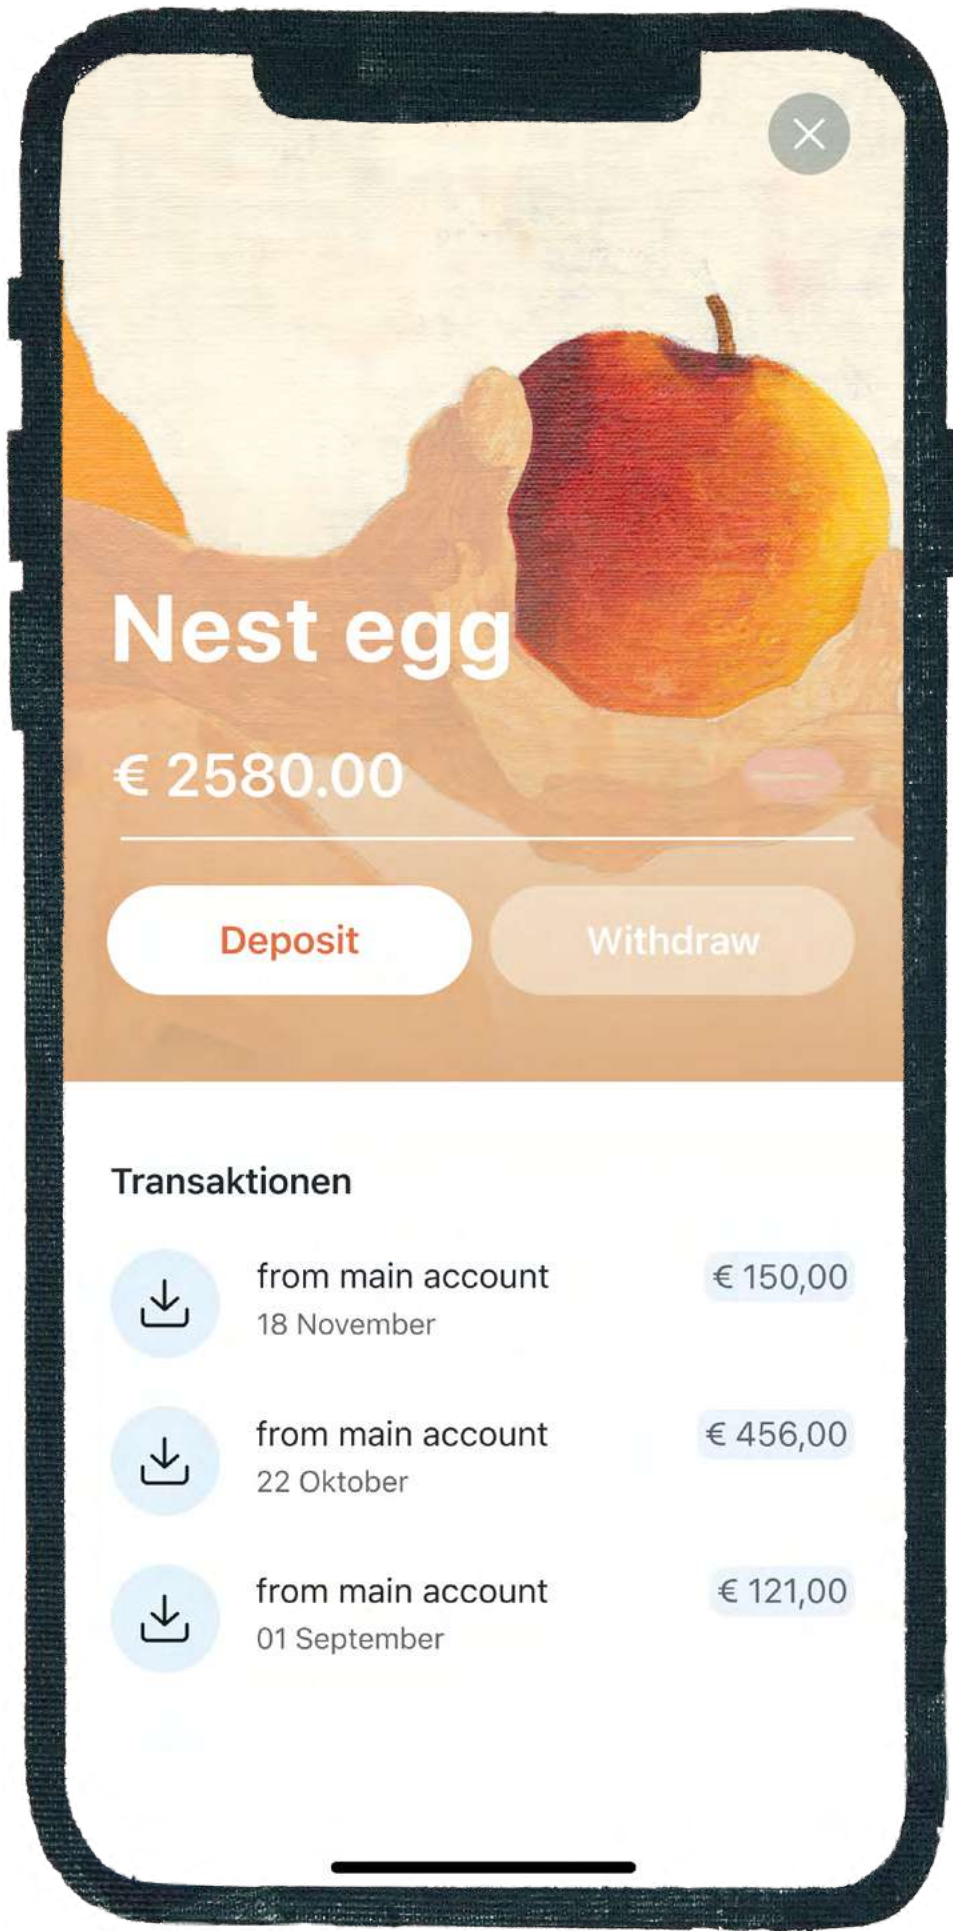 Nest egg
€ 2580.00
Deposit
Withdraw
Transaktionen
from main account
€ 150,00
18 November
from main account
€ 456,00
22 Oktober
from main account
€ 121,00
01 September